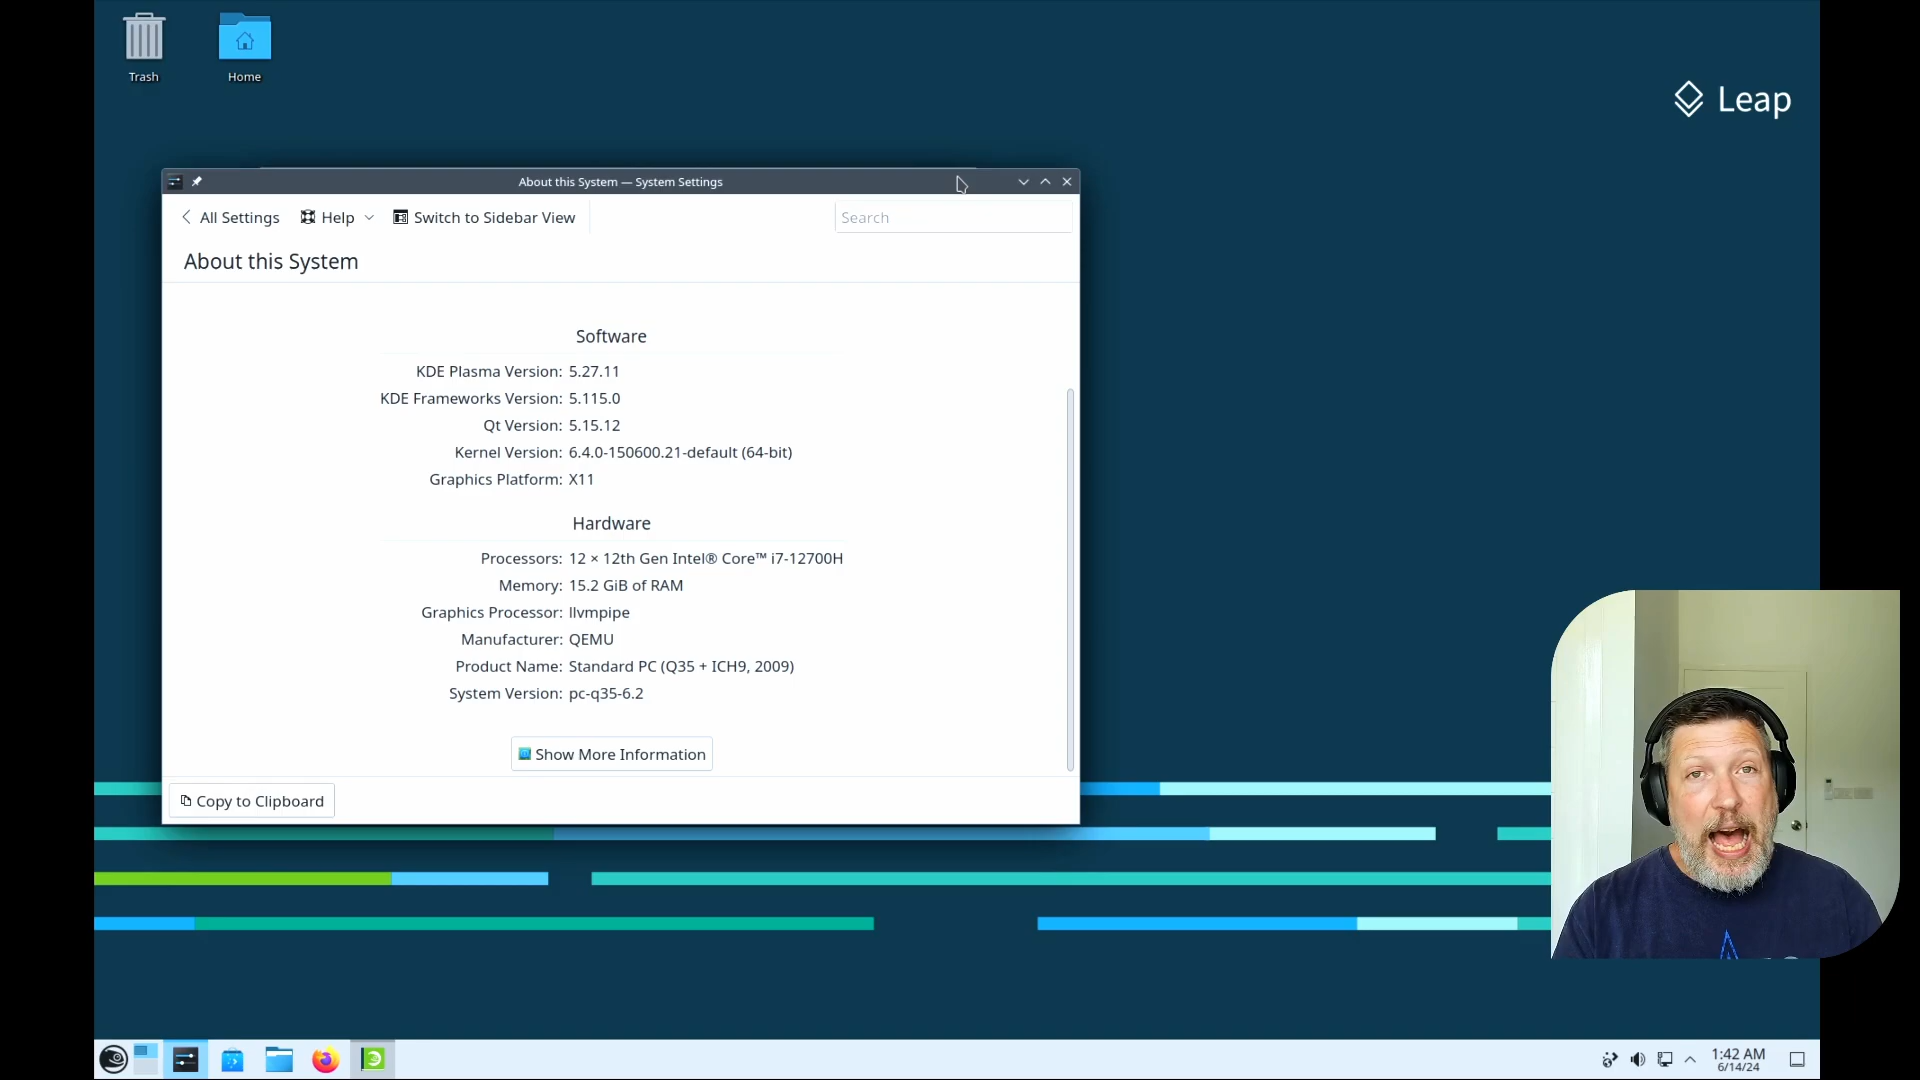 Trash
Home
Leap
About this System — System Settings
All Settings
Help
Switch to Sidebar View
Search
About this System
Software
KDE Plasma Version: 5.27.11
KDE Frameworks Version: 5.115.0
Qt Version: 5.15.12
Kernel Version: 6.4.0-150600.21-default (64-bit)
Graphics Platform: X11
Hardware
Processors: 12 × 12th Gen Intel® Core™ i7-12700H
Memory: 15.2 GiB of RAM
Graphics Processor: llvmpipe
Manufacturer: QEMU
Product Name: Standard PC (Q35 + ICH9, 2009)
System Version: pc-q35-6.2
Show More Information
Copy to Clipboard
1:42 AM
6/14/24